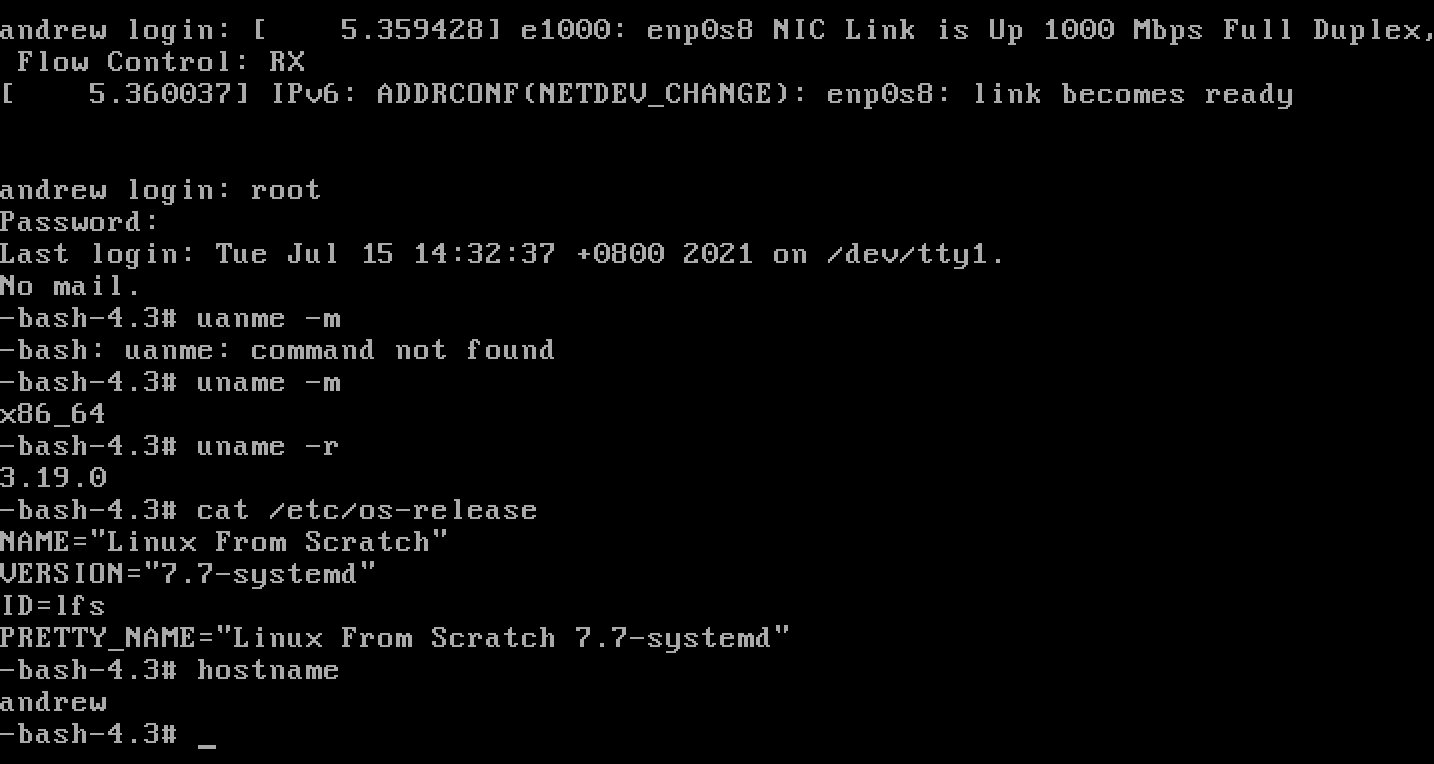 andrew login: [    5.359428] e1000: enp0s8 NIC Link is Up 1000 Mbps Full Duplex,
 Flow Control: RX
[    5.360037] IPv6: ADDRCONF(NETDEV_CHANGE): enp0s8: link becomes ready
andrew login: root
Password:
Last login: Tue Jul 15 14:32:37 +0800 2021 on /dev/tty1.
No mail.
-bash-4.3# uanme -m
-bash: uanme: command not found
-bash-4.3# uname -m
x86_64
-bash-4.3# uname -r
3.19.0
-bash-4.3# cat /etc/os-release
NAME="Linux From Scratch"
VERSION="7.7-systemd"
ID=lfs
PRETTY_NAME="Linux From Scratch 7.7-systemd"
-bash-4.3# hostname
andrew
-bash-4.3# _